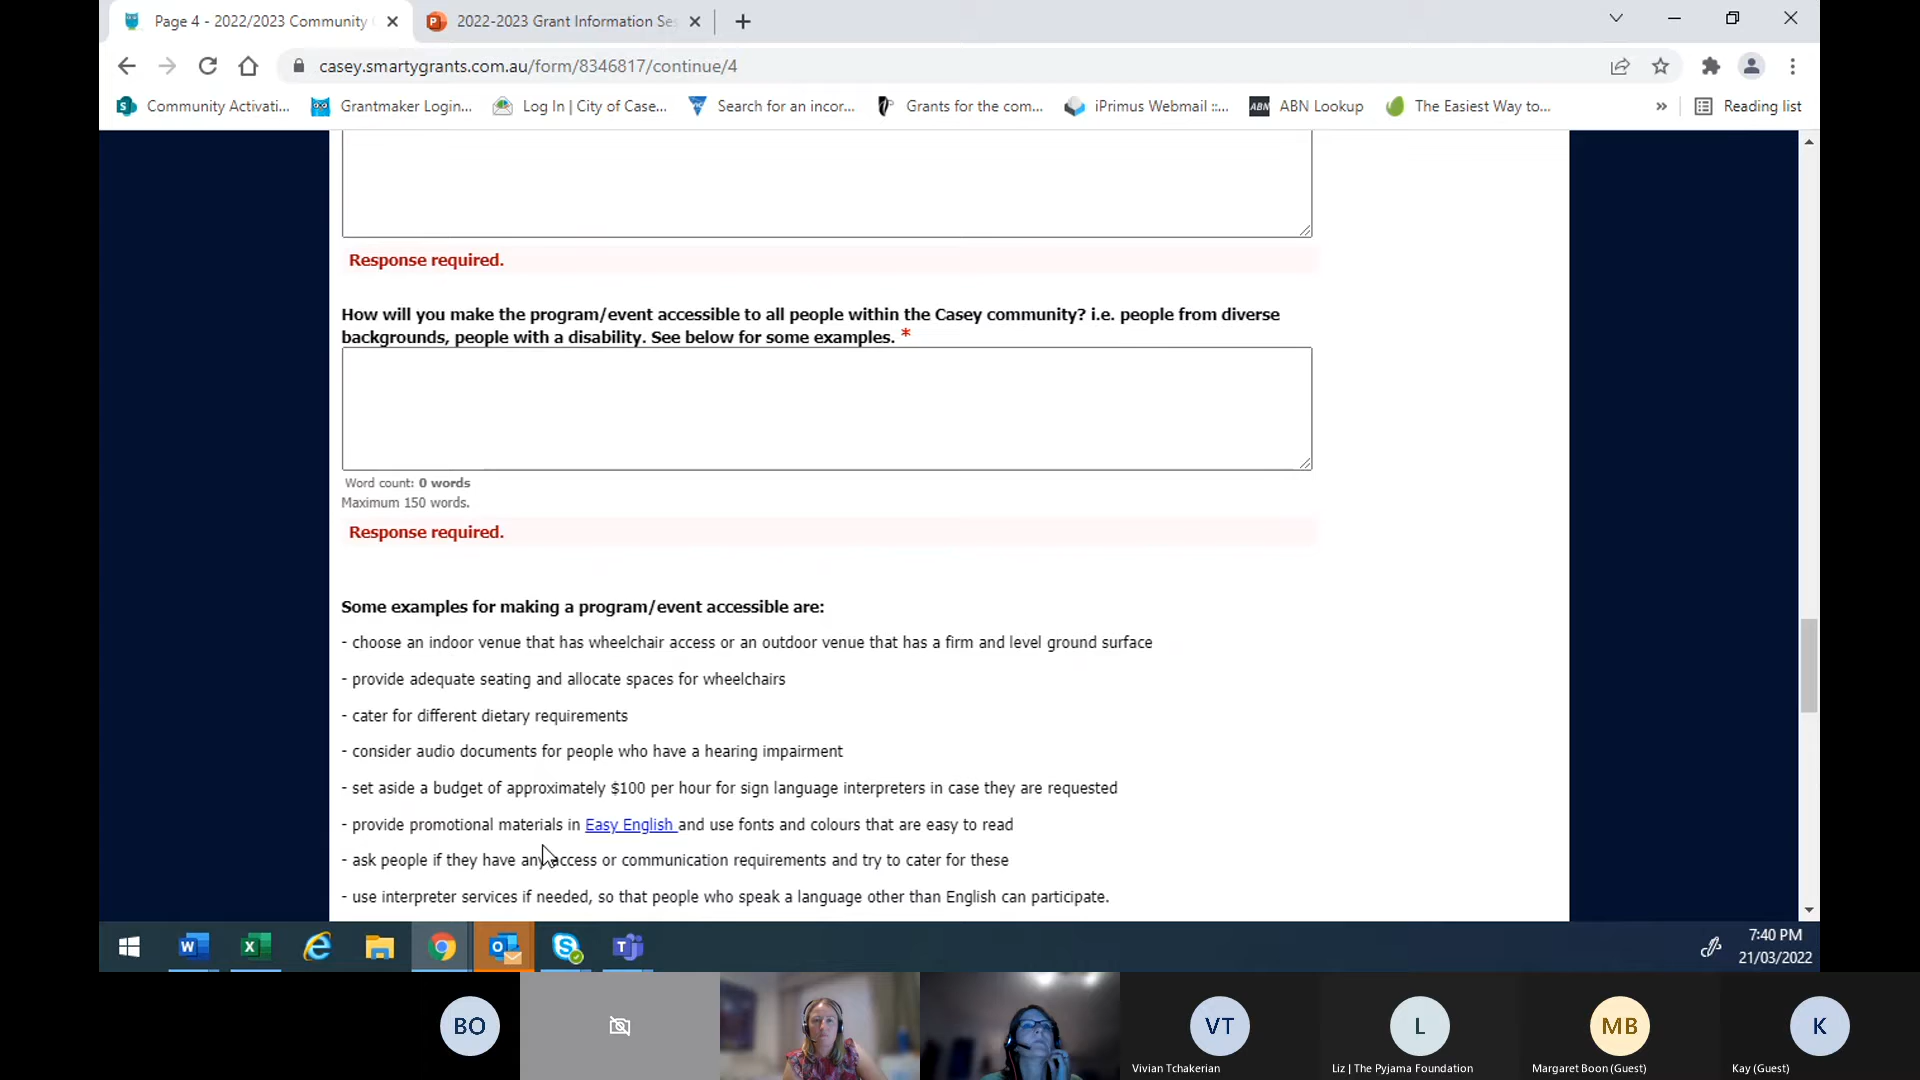 Page 4 - 2022/2023 Community
2022-2023 Grant Information Ses
casey.smartygrants.com.au/form/8346817/continue/4
Community Activati...
Grantmaker Login...
Log In | City of Case...
Search for an incor...
Grants for the com...
iPrimus Webmail ::...
ABN
ABN Lookup
The Easiest Way to...
»
Reading list
Response required.
How will you make the program/event accessible to all people within the Casey community? i.e. people from diverse
backgrounds, people with a disability. See below for some examples. *
Word count: 0 words
Maximum 150 words.
Response required.
Some examples for making a program/event accessible are:
- choose an indoor venue that has wheelchair access or an outdoor venue that has a firm and level ground surface
- provide adequate seating and allocate spaces for wheelchairs
- cater for different dietary requirements
- consider audio documents for people who have a hearing impairment
- set aside a budget of approximately $100 per hour for sign language interpreters in case they are requested
- provide promotional materials in Easy English and use fonts and colours that are easy to read
- ask people if they have any access or communication requirements and try to cater for these
- use interpreter services if needed, so that people who speak a language other than English can participate.
7:40 PM
21/03/2022
BO
VT
L
MB
K
Vivian Tchakerian
Liz | The Pyjama Foundation
Margaret Boon (Guest)
Kay (Guest)